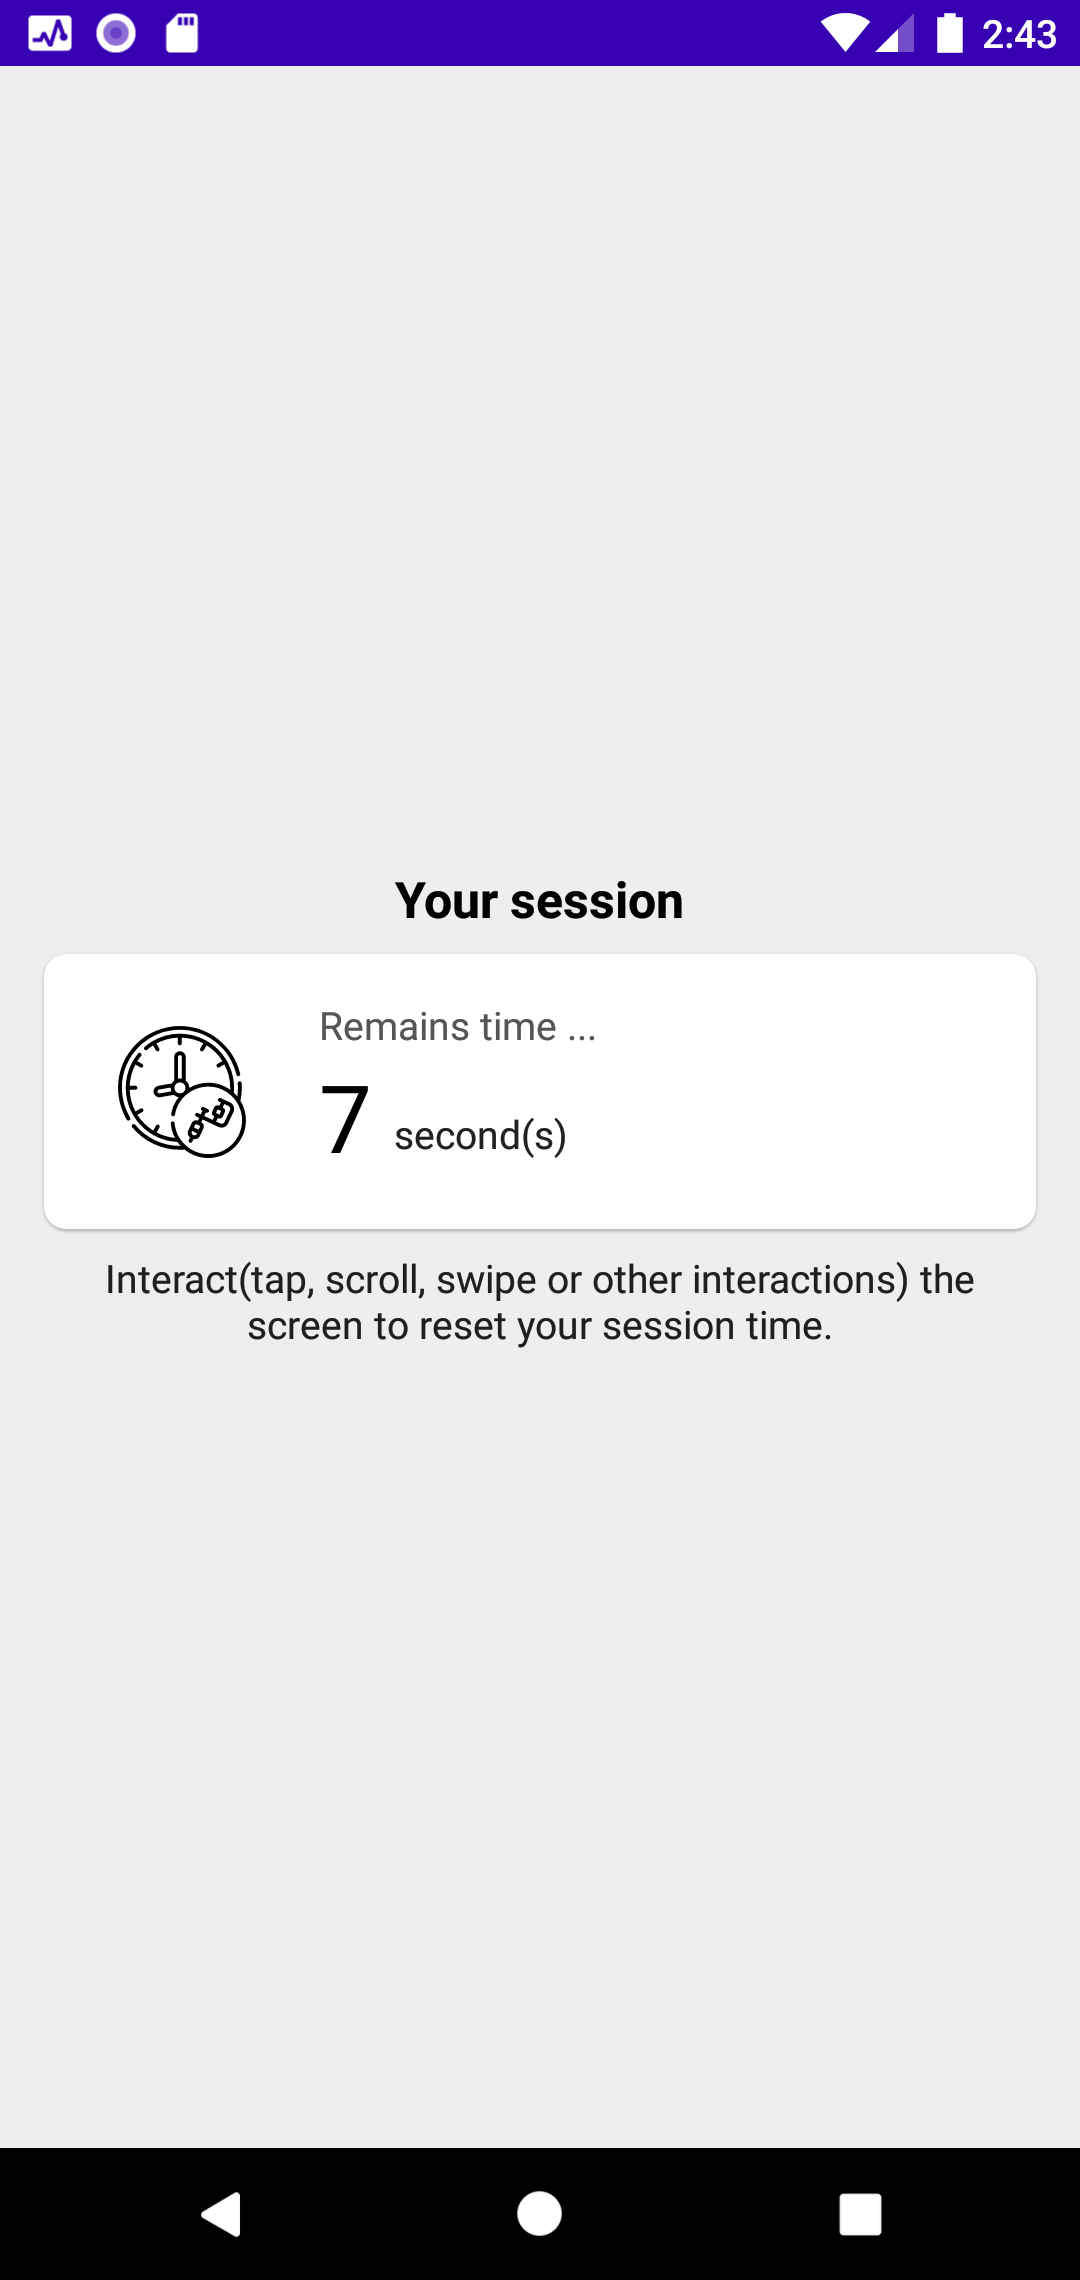 2:43
Your session
Remains time ...
7 second(s)
Interact(tap, scroll, swipe or other interactions) the
screen to reset your session time.